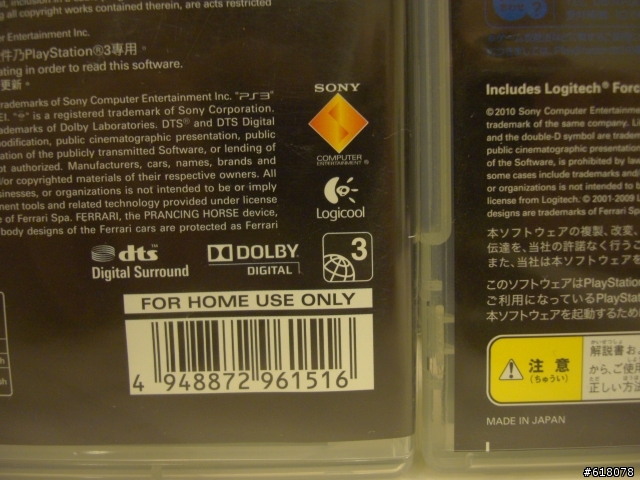 all copyright works contained therein, are acts restricted
Entertainment Inc.
件乃PlayStation®3專用。
ating in order to read this software.
更新。
trademarks of Sony Computer Entertainment Inc. "PS3"
is a registered trademark of Sony Corporation.
demarks of Dolby Laboratories. DTS® and DTS Digital
modification, public cinematographic presentation, public
ation of the publicly transmitted Software, or lending of
ot authorized. Manufacturers, cars, names, brands and
/or copyrighted materials of their respective owners. All
sinesses, or organizations is not intended to be or imply
ment tools and related technology provided under license
e of Ferrari Spa. FERRARI, the PRANCING HORSE device,
body designs of the Ferrari cars are protected as Ferrari
SONY
COMPUTER
ENTERTAINMENT®
Logicool
dts
Digital Surround
DOLBY
DIGITAL
3
FOR HOME USE ONLY
4 948872 961516
Includes Logitech® Forc
©2010 Sony Computer Entertainmen
trademark of the same company. Li
and the double-D symbol are trademark
public cinematographic presentation
of the Software, is prohibited by law
some cases include trademarks and/
or organizations is not intended to
license from Logitech. © 2001-2009 L
designs are trademarks of Ferrari Sp
本ソフトウェアの複製、改変、
伝達を、当社の許諾なく行うこ
また、当社は本ソフトウェアを
このソフトウェアはPlayStation
ご利用になっているPlayStat
本ソフトウェアを起動するため
注意
(ちゅうい)
解説書お
から、ご使用
正しい方法
MADE IN JAPAN
#618078